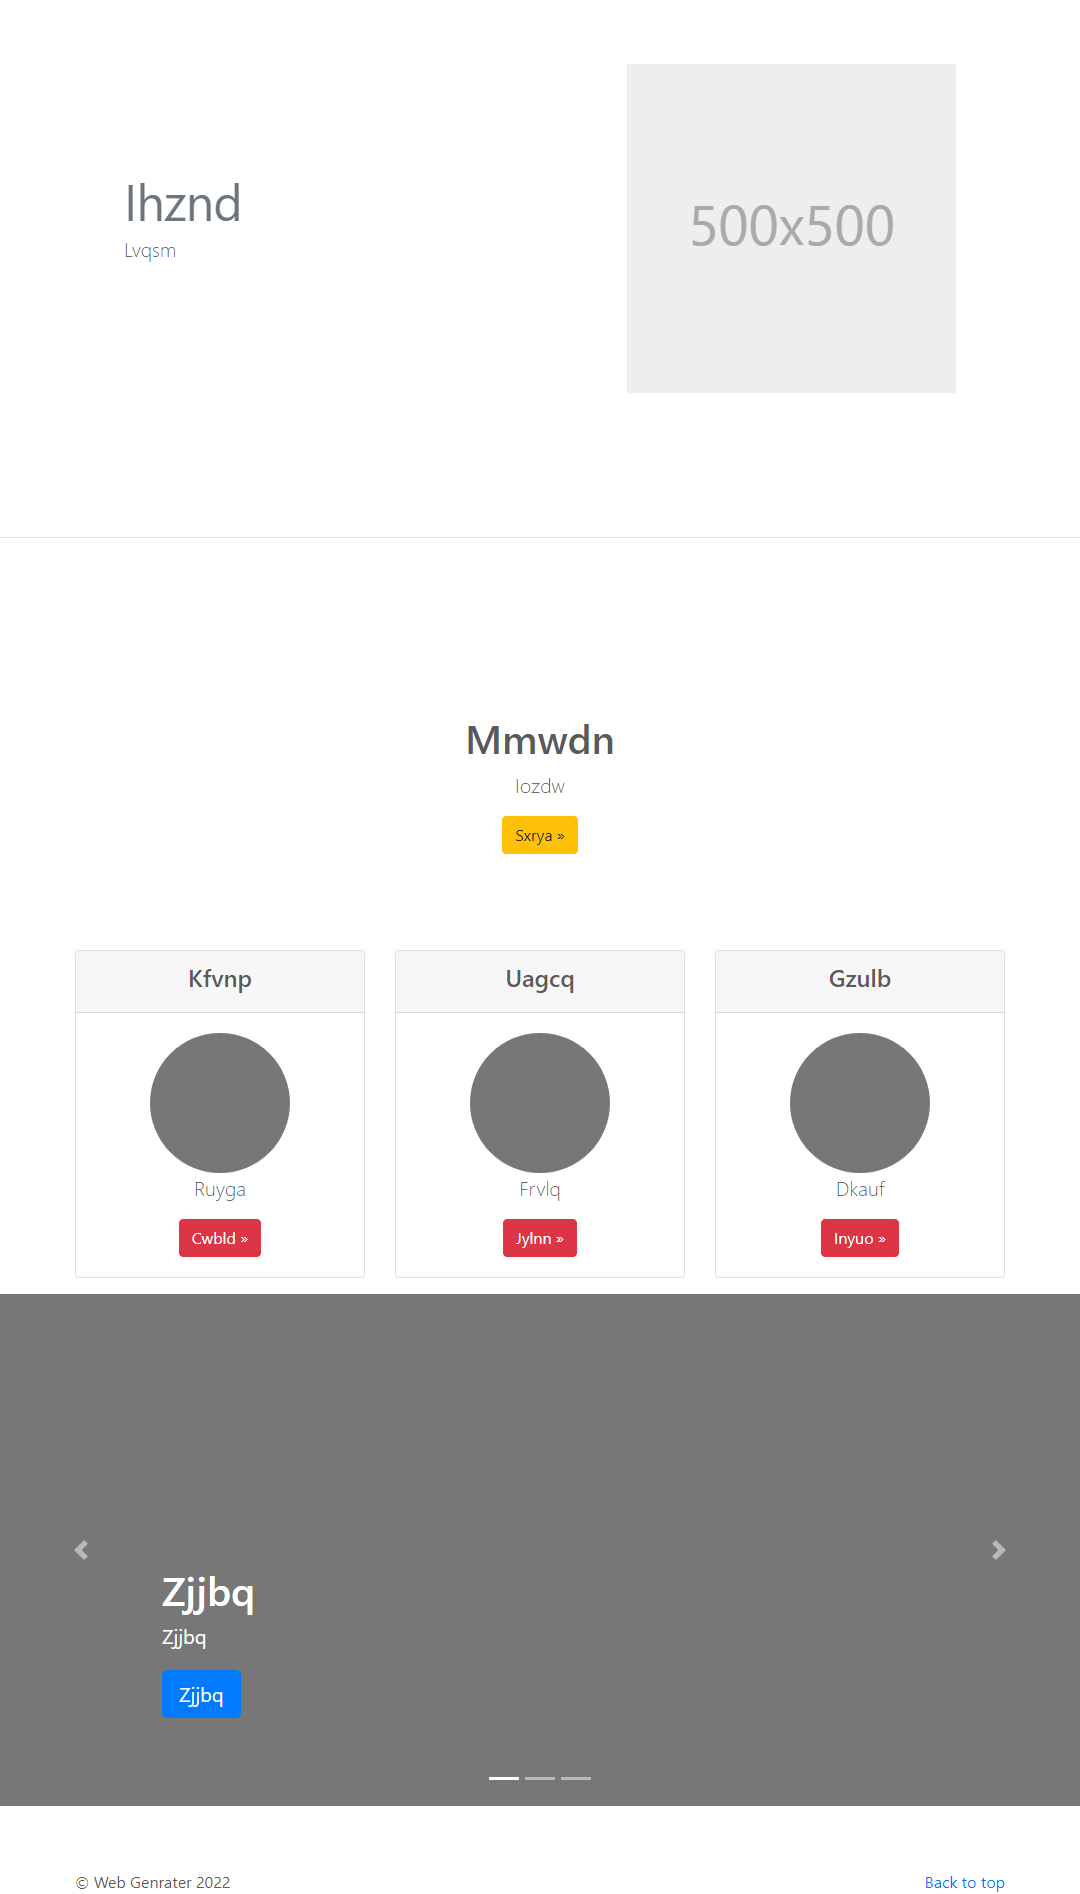 Ihznd
Lvqsm
500x500
Mmwdn
Iozdw
Sxrya »
Kfvnp
Ruyga
Cwbld »
Uagcq
Frvlq
Jylnn »
Gzulb
Dkauf
Inyuo »
Zjjbq
Zjjbq
Zjjbq
© Web Genrater 2022
Back to top